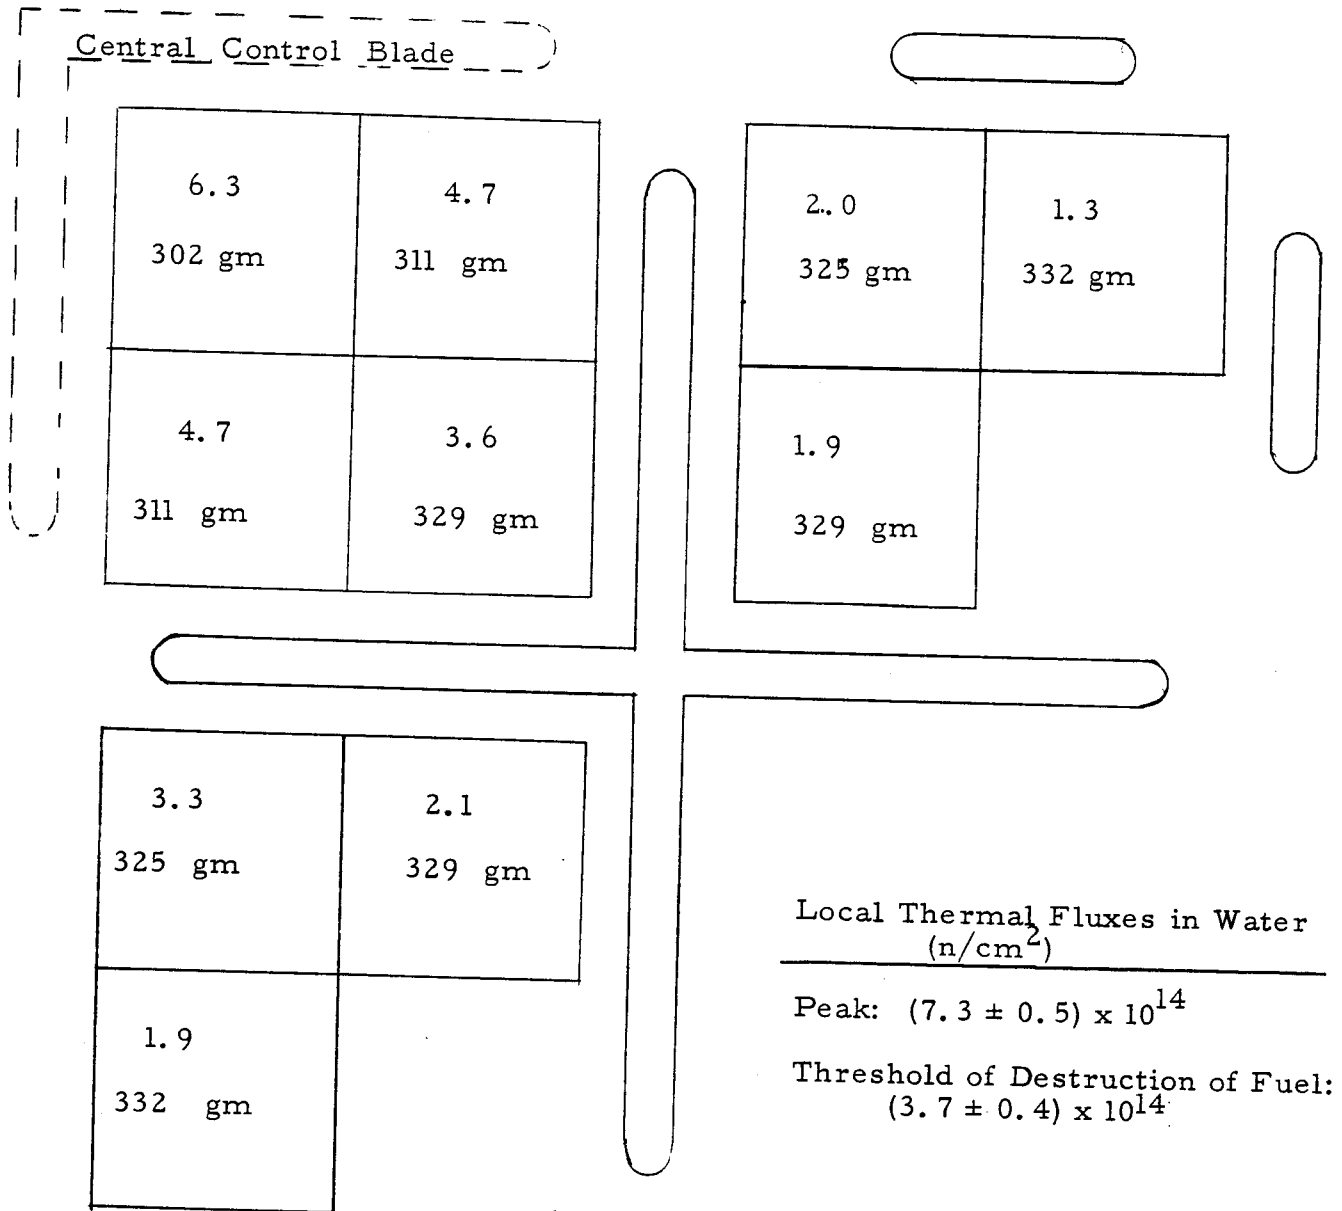 Central Control Blade
6.3
302 gm
4.7
311 gm
2.0
325 gm
1.3
332 gm
4.7
311 gm
3.6
329 gm
1.9
329 gm
3.3
325 gm
2.1
329 gm
1.9
332 gm
Local Thermal Fluxes in Water
(n/cm²)
Peak: (7.3 ± 0.5) x 10¹⁴
Threshold of Destruction of Fuel:
(3.7 ± 0.4) x 10¹⁴